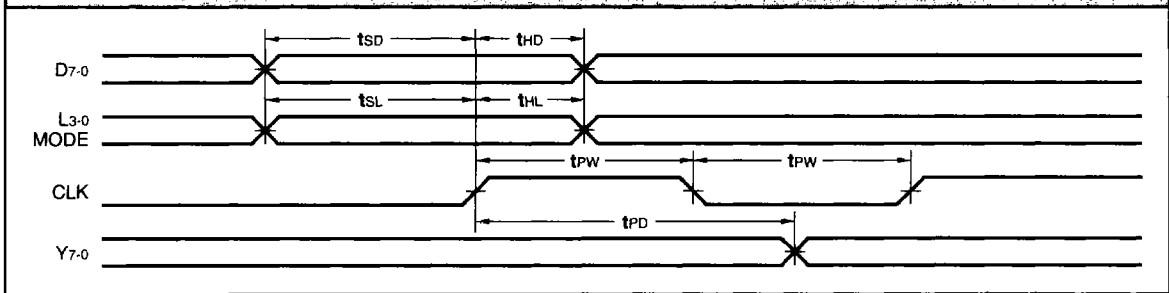 tSD tHD
D7-0
tSL tHL
L3-0
MODE
tPW tPW
CLK
tPD
Y7-0